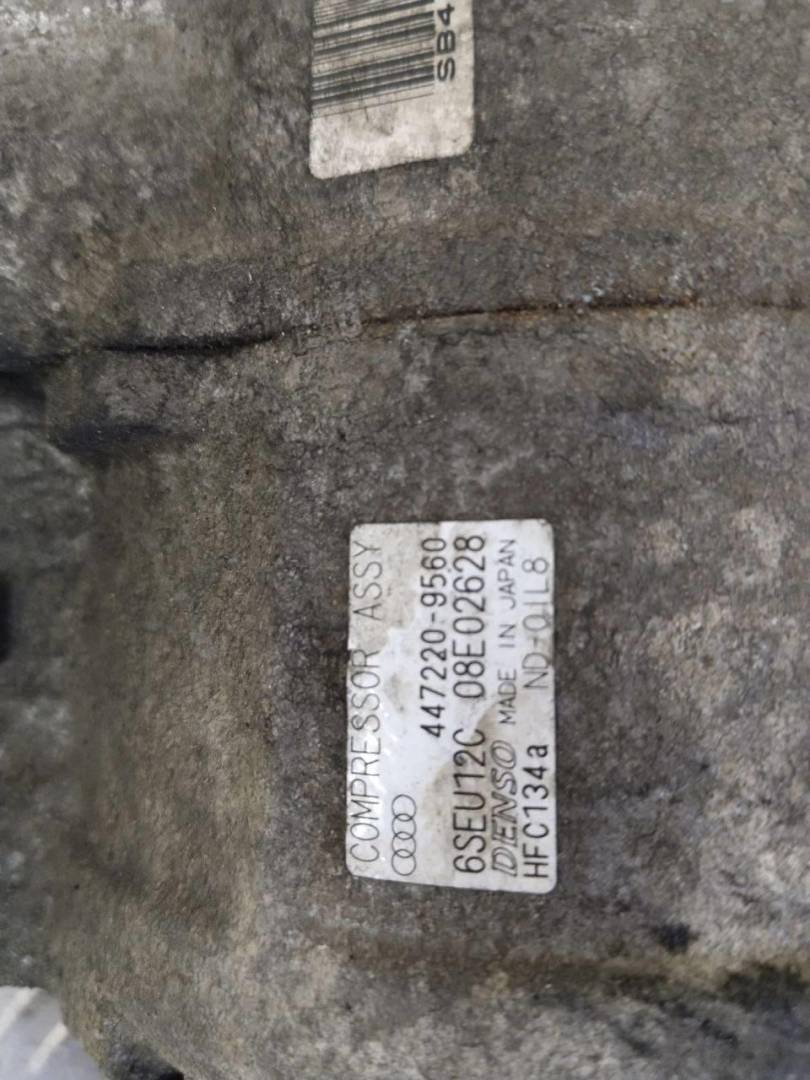 SB4
COMPRESSOR ASSY
447220-9560
6SEU12C 08E02628
DENSO MADE IN JAPAN
HFC134a ND-OIL8